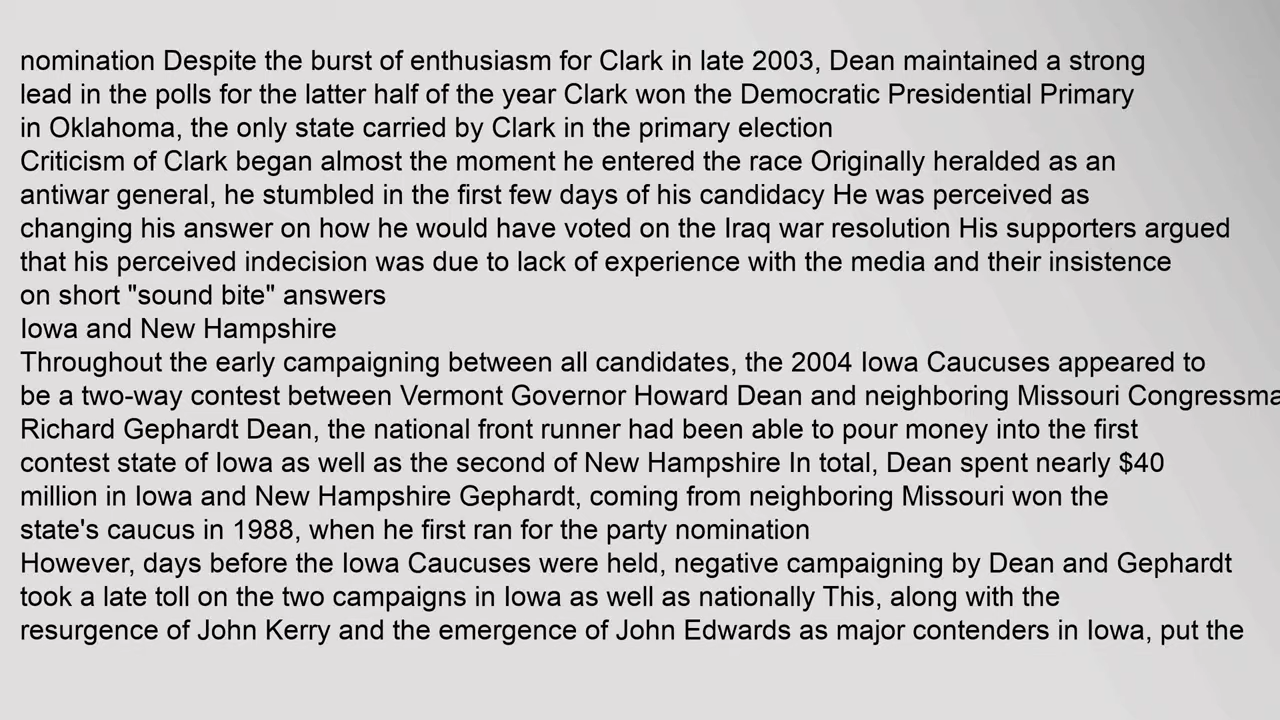 nomination Despite the burst of enthusiasm for Clark in late 2003, Dean maintained a strong
lead in the polls for the latter half of the year Clark won the Democratic Presidential Primary
in Oklahoma, the only state carried by Clark in the primary election
Criticism of Clark began almost the moment he entered the race Originally heralded as an
antiwar general, he stumbled in the first few days of his candidacy He was perceived as
changing his answer on how he would have voted on the Iraq war resolution His supporters argued
that his perceived indecision was due to lack of experience with the media and their insistence
on short "sound bite" answers
Iowa and New Hampshire
Throughout the early campaigning between all candidates, the 2004 Iowa Caucuses appeared to
be a two-way contest between Vermont Governor Howard Dean and neighboring Missouri Congressma
Richard Gephardt Dean, the national front runner had been able to pour money into the first
contest state of Iowa as well as the second of New Hampshire In total, Dean spent nearly $40
million in Iowa and New Hampshire Gephardt, coming from neighboring Missouri won the
state's caucus in 1988, when he first ran for the party nomination
However, days before the Iowa Caucuses were held, negative campaigning by Dean and Gephardt
took a late toll on the two campaigns in Iowa as well as nationally This, along with the
resurgence of John Kerry and the emergence of John Edwards as major contenders in Iowa, put the